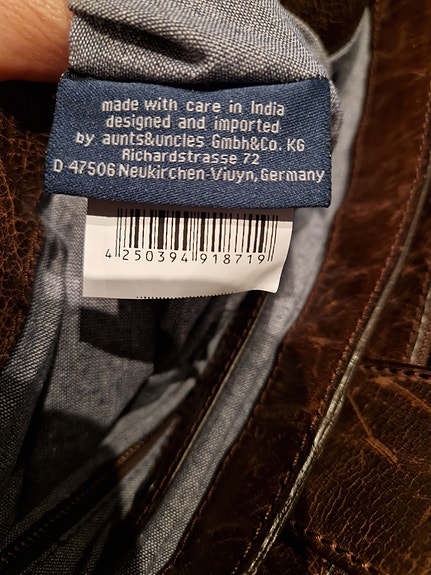 made with care in India
designed and imported
by aunts&uncles GmbH&Co. KG
Richardstrasse 72
D-47506 Neukirchen-Vluyn, Germany
4 250394 918719